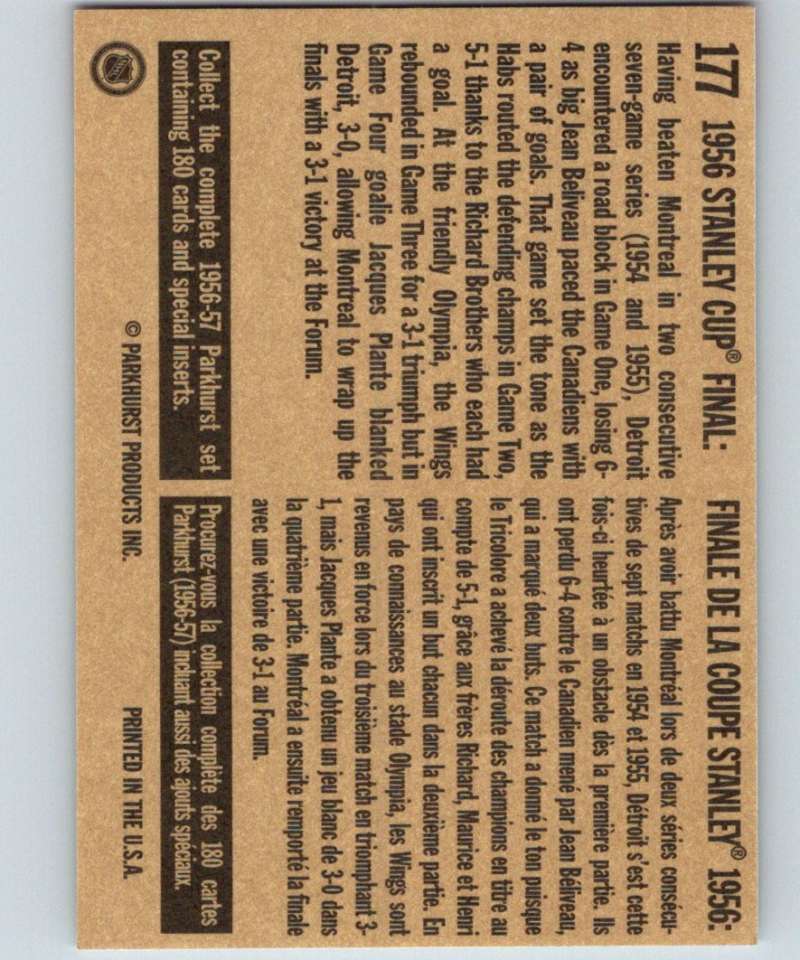 177 1956 STANLEY CUP® FINAL:
Having beaten Montreal in two consecutive
seven-game series (1954 and 1955), Detroit
encountered a road block in Game One, losing 6-
4 as big Jean Beliveau paced the Canadiens with
a pair of goals. That game set the tone as the
Habs routed the defending champs in Game Two,
5-1 thanks to the Richard Brothers who each had
a goal. At the friendly Olympia, the Wings
rebounded in Game Three for a 3-1 triumph but in
Game Four goalie Jacques Plante blanked
Detroit, 3-0, allowing Montreal to wrap up the
finals with a 3-1 victory at the Forum.
Collect the complete 1956-57 Parkhurst set
containing 180 cards and special inserts.
FINALE DE LA COUPE STANLEY® 1956:
Après avoir battu Montréal lors de deux séries consécu-
tives de sept matchs en 1954 et 1955, Détroit s'est cette
fois-ci heurtée à un obstacle dès la première partie. Ils
ont perdu 6-4 contre le Canadien mené par Jean Béliveau,
qui a marqué deux buts. Ce match a donné le ton puisque
le Tricolore a achevé la déroute des champions en titre au
compte de 5-1, grâce aux frères Richard, Maurice et Henri
qui ont inscrit un but chacun dans la deuxième partie. En
pays de connaissances au stade Olympia, les Wings sont
revenus en force lors du troisième match en triomphant 3-
1, mais Jacques Plante a obtenu un jeu blanc de 3-0 dans
la quatrième partie. Montréal a ensuite remporté la finale
avec une victoire de 3-1 au Forum.
Procurez-vous la collection complète des 180 cartes
Parkhurst (1956-57) incluant aussi les ajouts spéciaux.
NHL
© PARKHURST PRODUCTS INC.
PRINTED IN THE U.S.A.